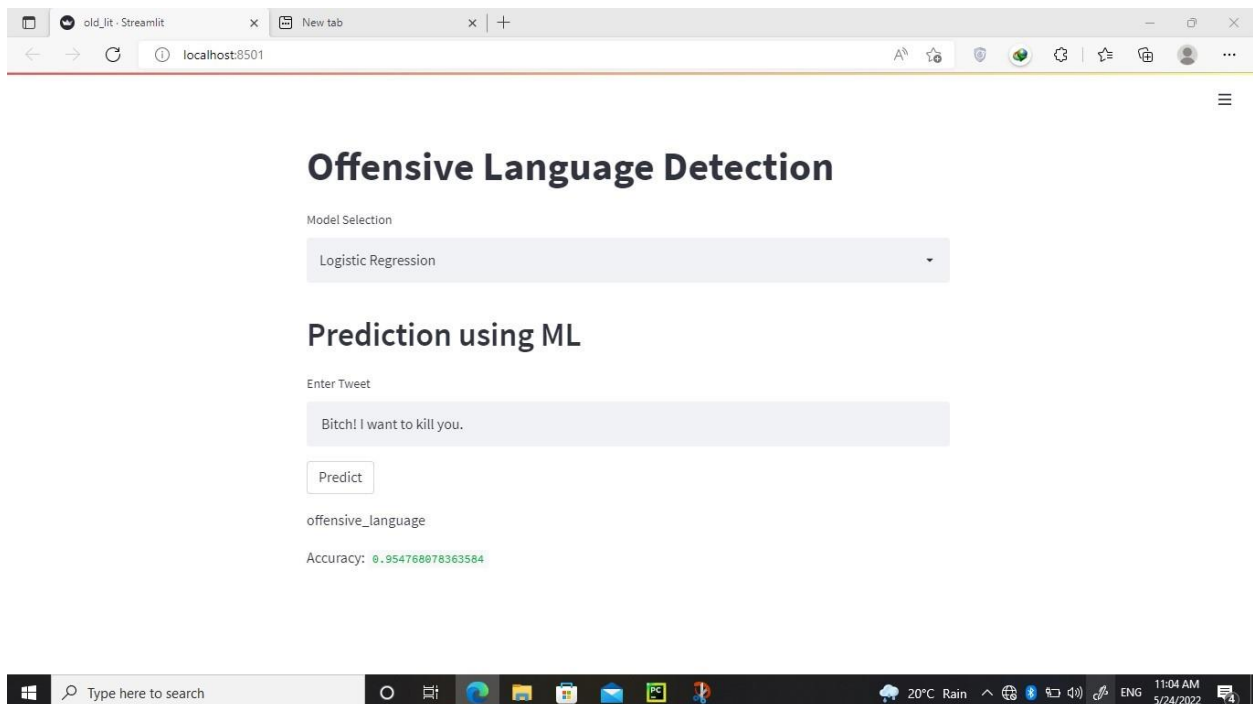 old_lit · Streamlit
New tab
localhost:8501
Offensive Language Detection
Model Selection
Logistic Regression
Prediction using ML
Enter Tweet
Bitch! I want to kill you.
Predict
offensive_language
Accuracy: 0.954768078363584
Type here to search
PC
20°C Rain
ENG
11:04 AM
5/24/2022
4